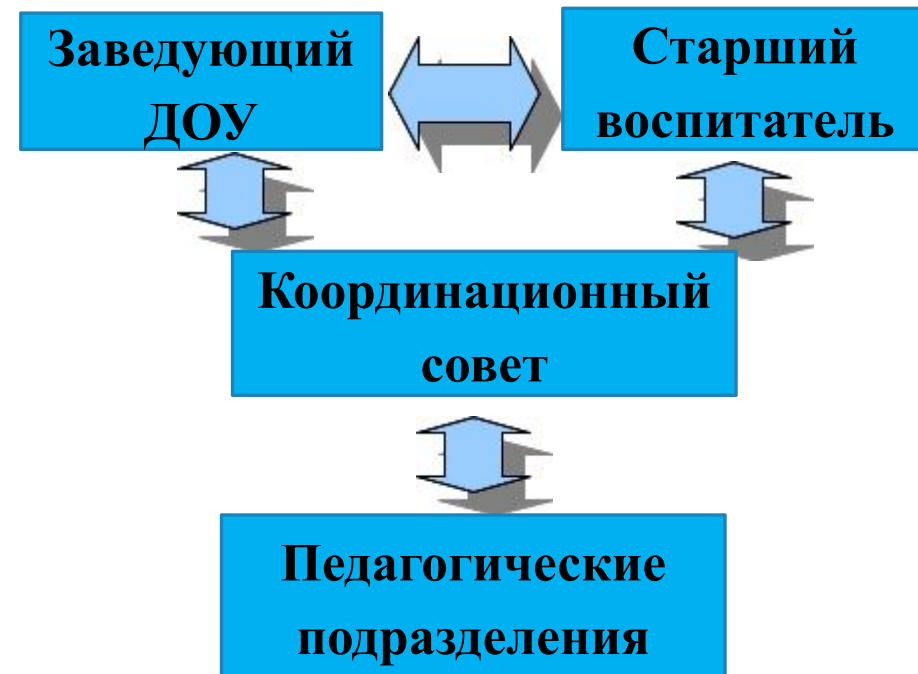 Заведующий
ДОУ
Старший
воспитатель
Координационный
совет
Педагогические
подразделения